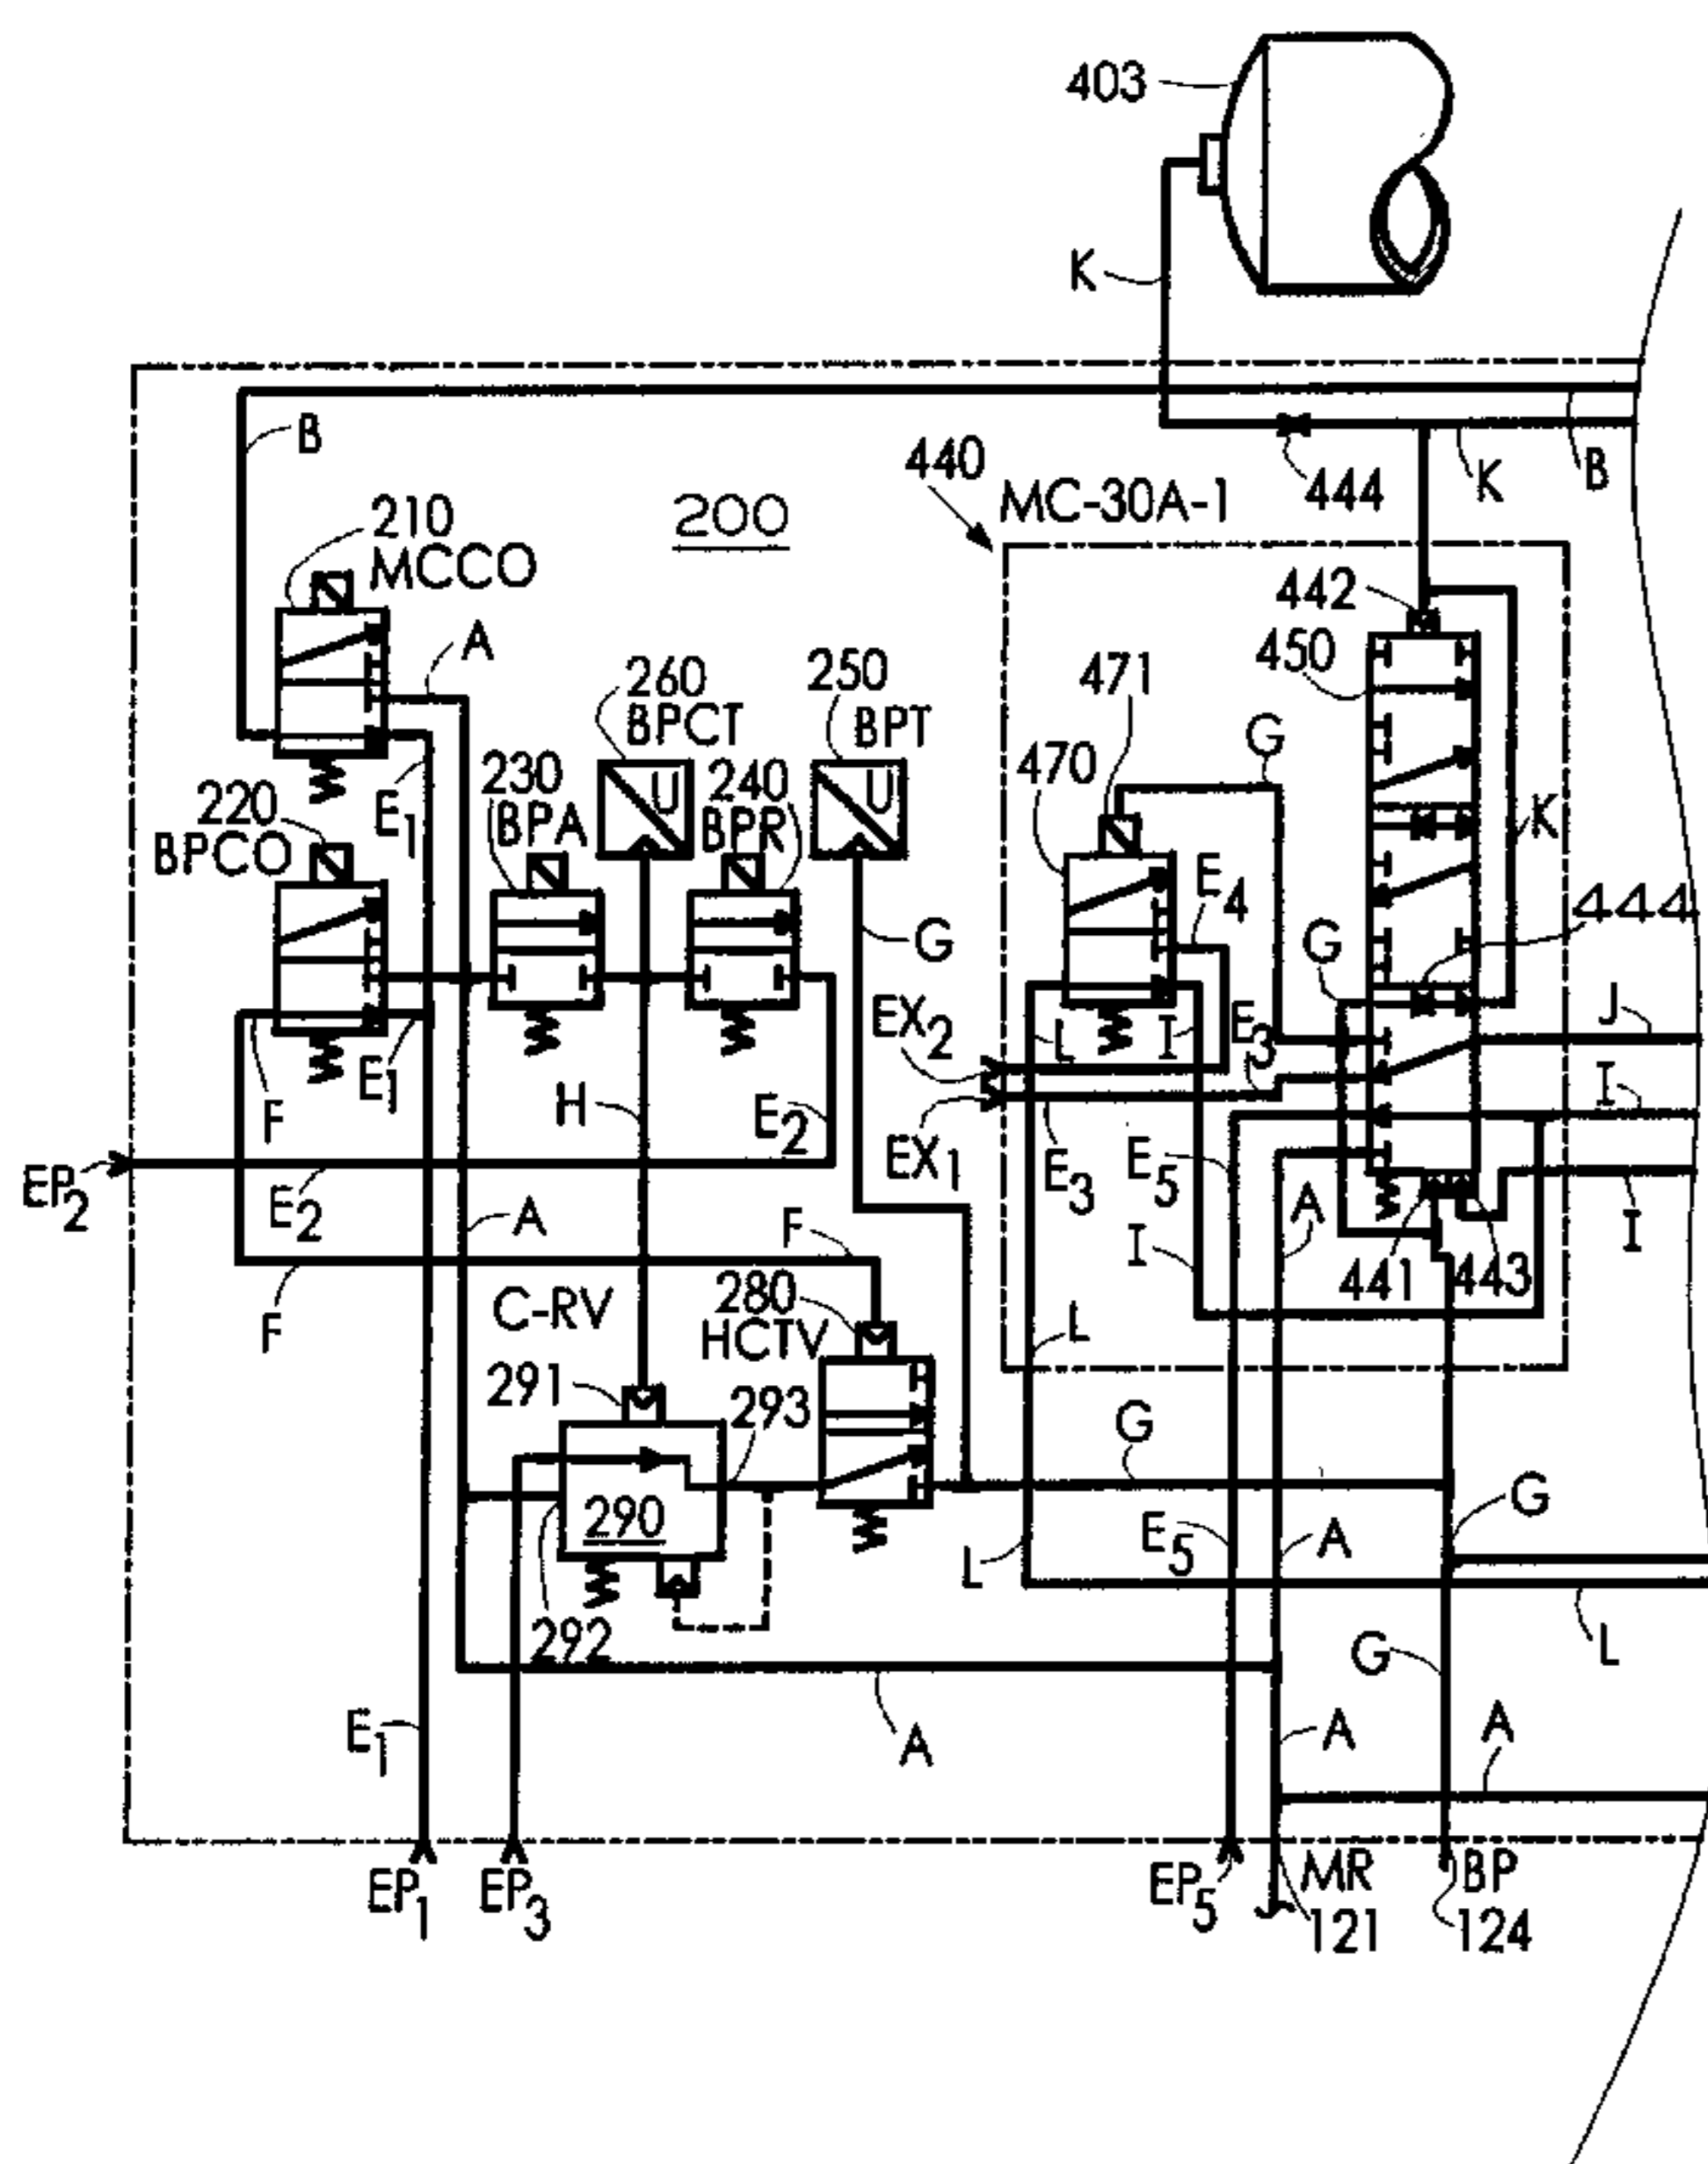 403
K
B
440
444
K
B
210
MCCO
200
MC-30A-1
442
450
A
260
BPCT
250
BPT
471
G
470
230
BPA
240
BPR
E1
220
BPCO
K
E4
444
G
G
EX2
L
I
E3
J
E1
F
H
E2
EX1
E3
E5
I
EP2
E2
A
A
F
I
I
441
443
F
C-RV
280
HCTV
L
291
293
G
290
E5
A
G
L
292
G
L
E1
A
A
A
EP1
EP3
EP5
MR
121
BP
124